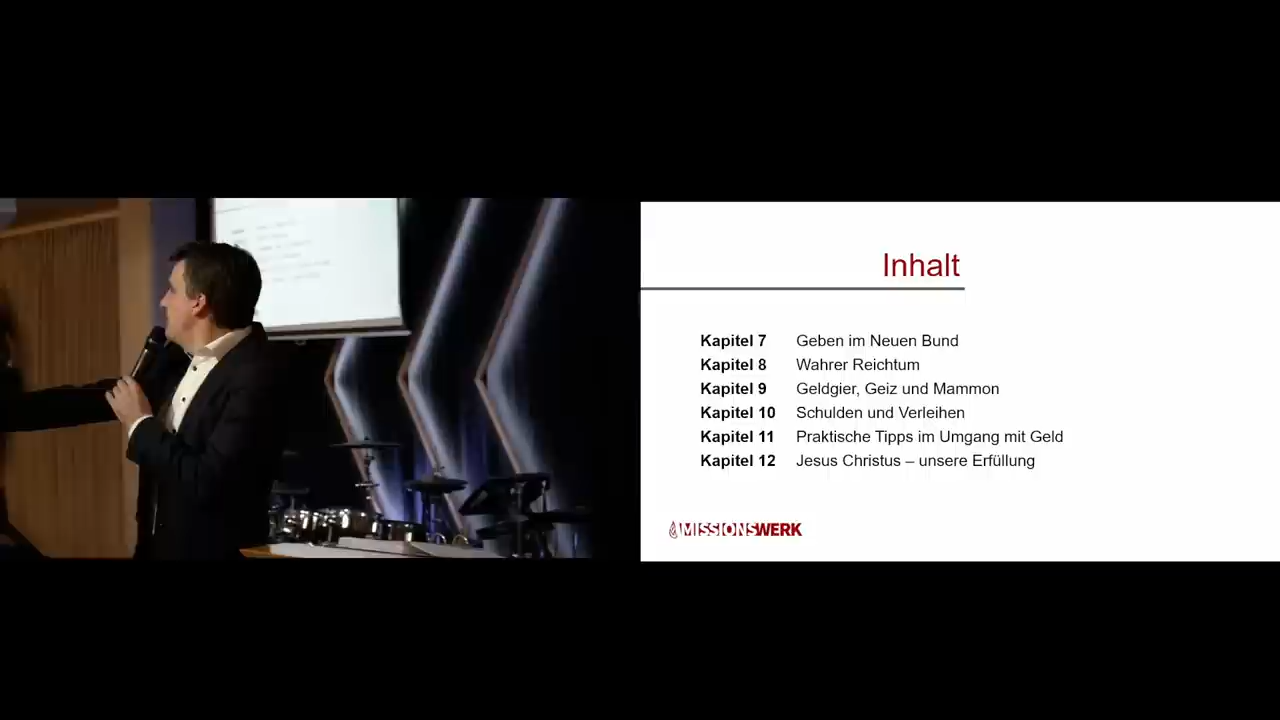 Inhalt
Kapitel 7 Geben im Neuen Bund
Kapitel 8 Wahrer Reichtum
Kapitel 9 Geldgier, Geiz und Mammon
Kapitel 10 Schulden und Verleihen
Kapitel 11 Praktische Tipps im Umgang mit Geld
Kapitel 12 Jesus Christus – unsere Erfüllung
MISSIONSWERK